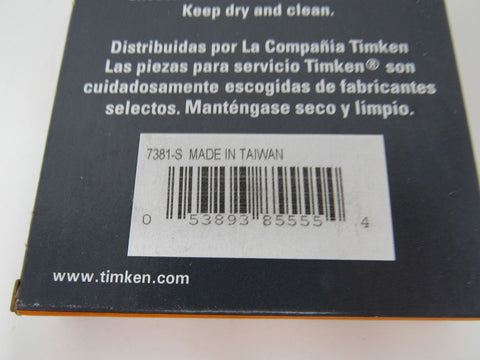 Keep dry and clean.
Distribuidas por La Compañia Timken
Las piezas para servicio Timken® son
cuidadosamente escogidas de fabricantes
selectos. Manténgase seco y limpio.
7381-S MADE IN TAIWAN
0 53893 85555 4
www.timken.com